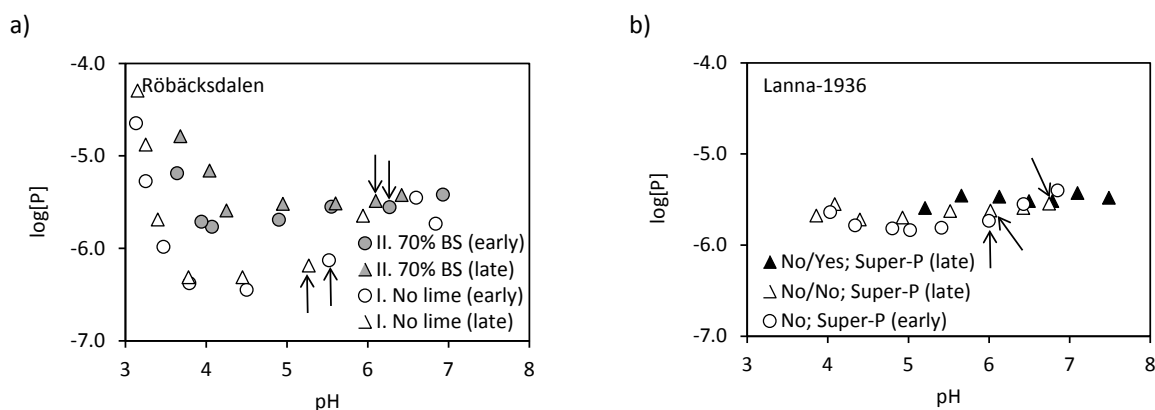 a)
-4.0
Röbäcksdalen
-5.0
log[P]
-6.0
II. 70% BS (early)
II. 70% BS (late)
I. No lime (early)
I. No lime (late)
-7.0
3 4 5 6 7 8
pH
b)
-4.0
Lanna-1936
-5.0
log[P]
-6.0
No/Yes; Super-P (late)
No/No; Super-P (late)
No; Super-P (early)
-7.0
3 4 5 6 7 8
pH